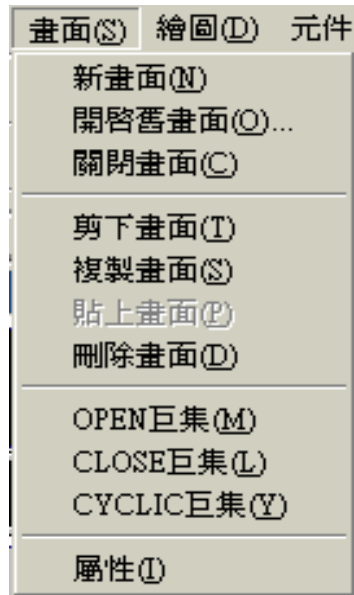 畫面(S) 繪圖(D) 元件
新畫面(N)
開啓舊畫面(O)...
關閉畫面(C)
剪下畫面(T)
複製畫面(S)
貼上畫面(P)
刪除畫面(D)
OPEN巨集(M)
CLOSE巨集(L)
CYCLIC巨集(Y)
屬性(I)